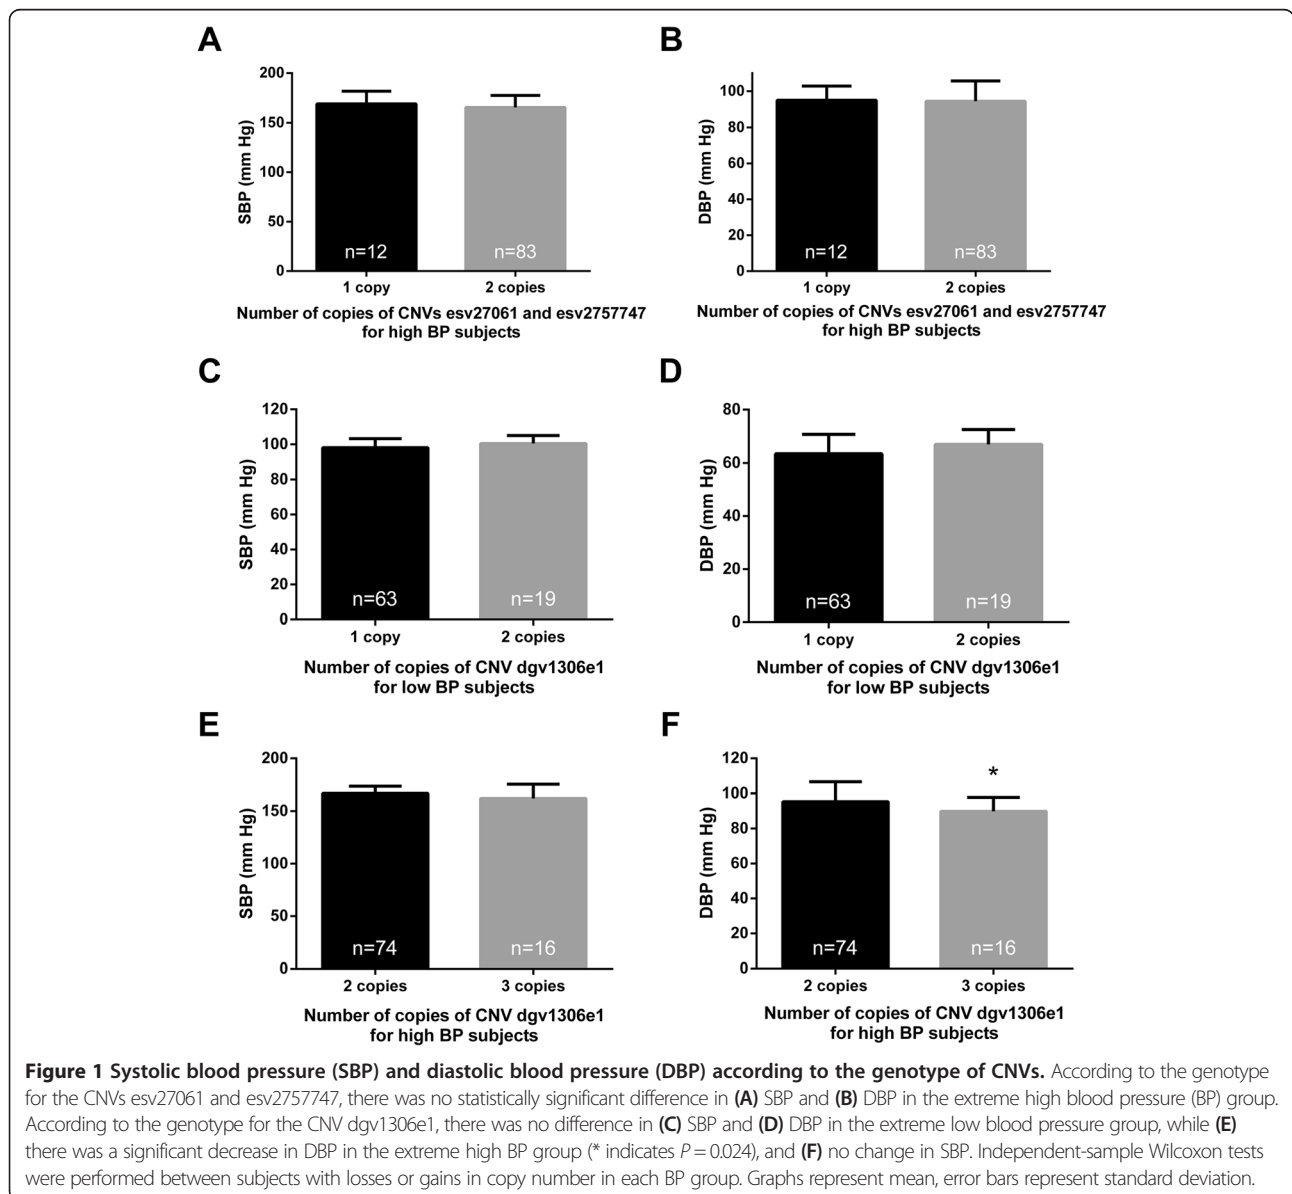 A
B
200
150
100
50
0
SBP (mm Hg)
n=12
n=83
1 copy
2 copies
Number of copies of CNVs esv27061 and esv2757747
for high BP subjects
100
80
60
40
20
0
DBP (mm Hg)
n=12
n=83
1 copy
2 copies
Number of copies of CNVs esv27061 and esv2757747
for high BP subjects
C
D
120
100
80
60
40
20
0
SBP (mm Hg)
n=63
n=19
1 copy
2 copies
Number of copies of CNV dgv1306e1
for low BP subjects
80
60
40
20
0
DBP (mm Hg)
n=63
n=19
1 copy
2 copies
Number of copies of CNV dgv1306e1
for low BP subjects
E
F
200
150
100
50
0
SBP (mm Hg)
n=74
n=16
2 copies
3 copies
Number of copies of CNV dgv1306e1
for high BP subjects
120
100
80
60
40
20
0
DBP (mm Hg)
*
n=74
n=16
2 copies
3 copies
Number of copies of CNV dgv1306e1
for high BP subjects
Figure 1 Systolic blood pressure (SBP) and diastolic blood pressure (DBP) according to the genotype of CNVs. According to the genotype
for the CNVs esv27061 and esv2757747, there was no statistically significant difference in (A) SBP and (B) DBP in the extreme high blood pressure (BP) group.
According to the genotype for the CNV dgv1306e1, there was no difference in (C) SBP and (D) DBP in the extreme low blood pressure group, while (E)
there was a significant decrease in DBP in the extreme high BP group (* indicates P = 0.024), and (F) no change in SBP. Independent-sample Wilcoxon tests
were performed between subjects with losses or gains in copy number in each BP group. Graphs represent mean, error bars represent standard deviation.